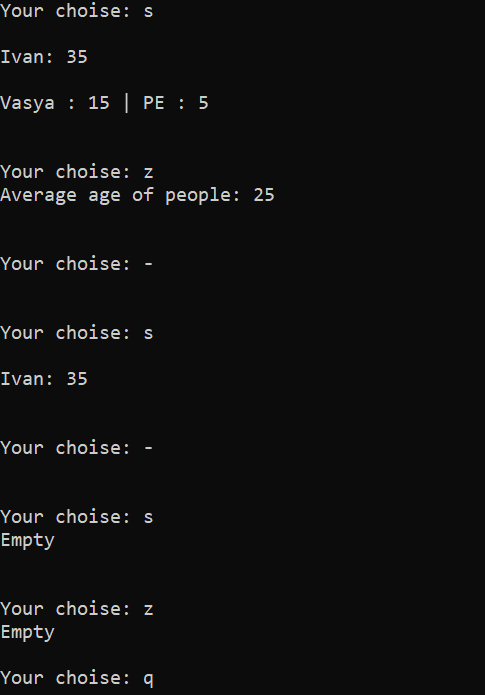 Your choise: s
Ivan: 35
Vasya : 15 | PE : 5
Your choise: z
Average age of people: 25
Your choise: -
Your choise: s
Ivan: 35
Your choise: -
Your choise: s
Empty
Your choise: z
Empty
Your choise: q